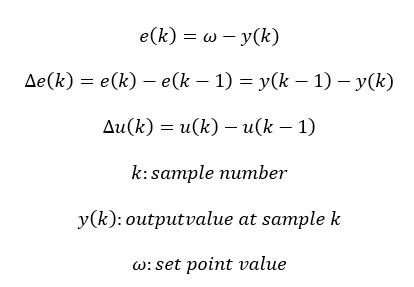 e(k) = ω − y(k)
Δe(k) = e(k) − e(k − 1) = y(k − 1) − y(k)
Δu(k) = u(k) − u(k − 1)
k: sample number
y(k): outputvalue at sample k
ω: set point value